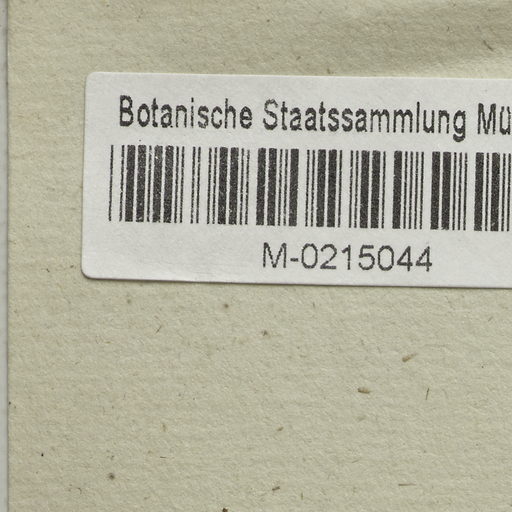 Botanische Staatssammlung Mü
M-0215044